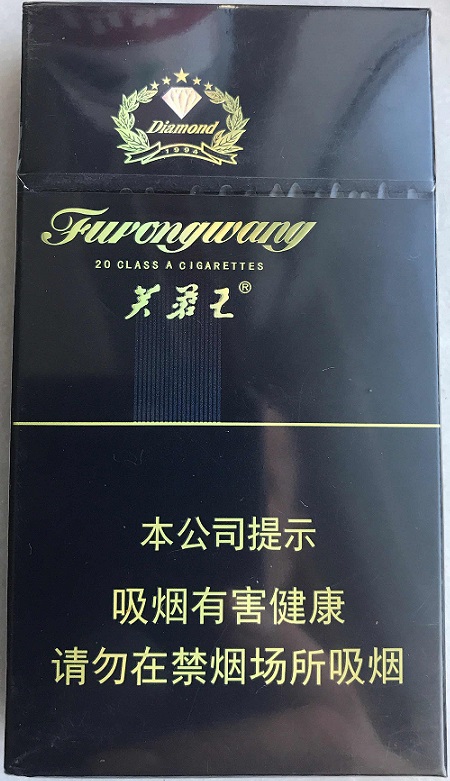 Diamond
1994
Furongwang
20 CLASS A CIGARETTES
芙蓉王®
本公司提示
吸烟有害健康
请勿在禁烟场所吸烟